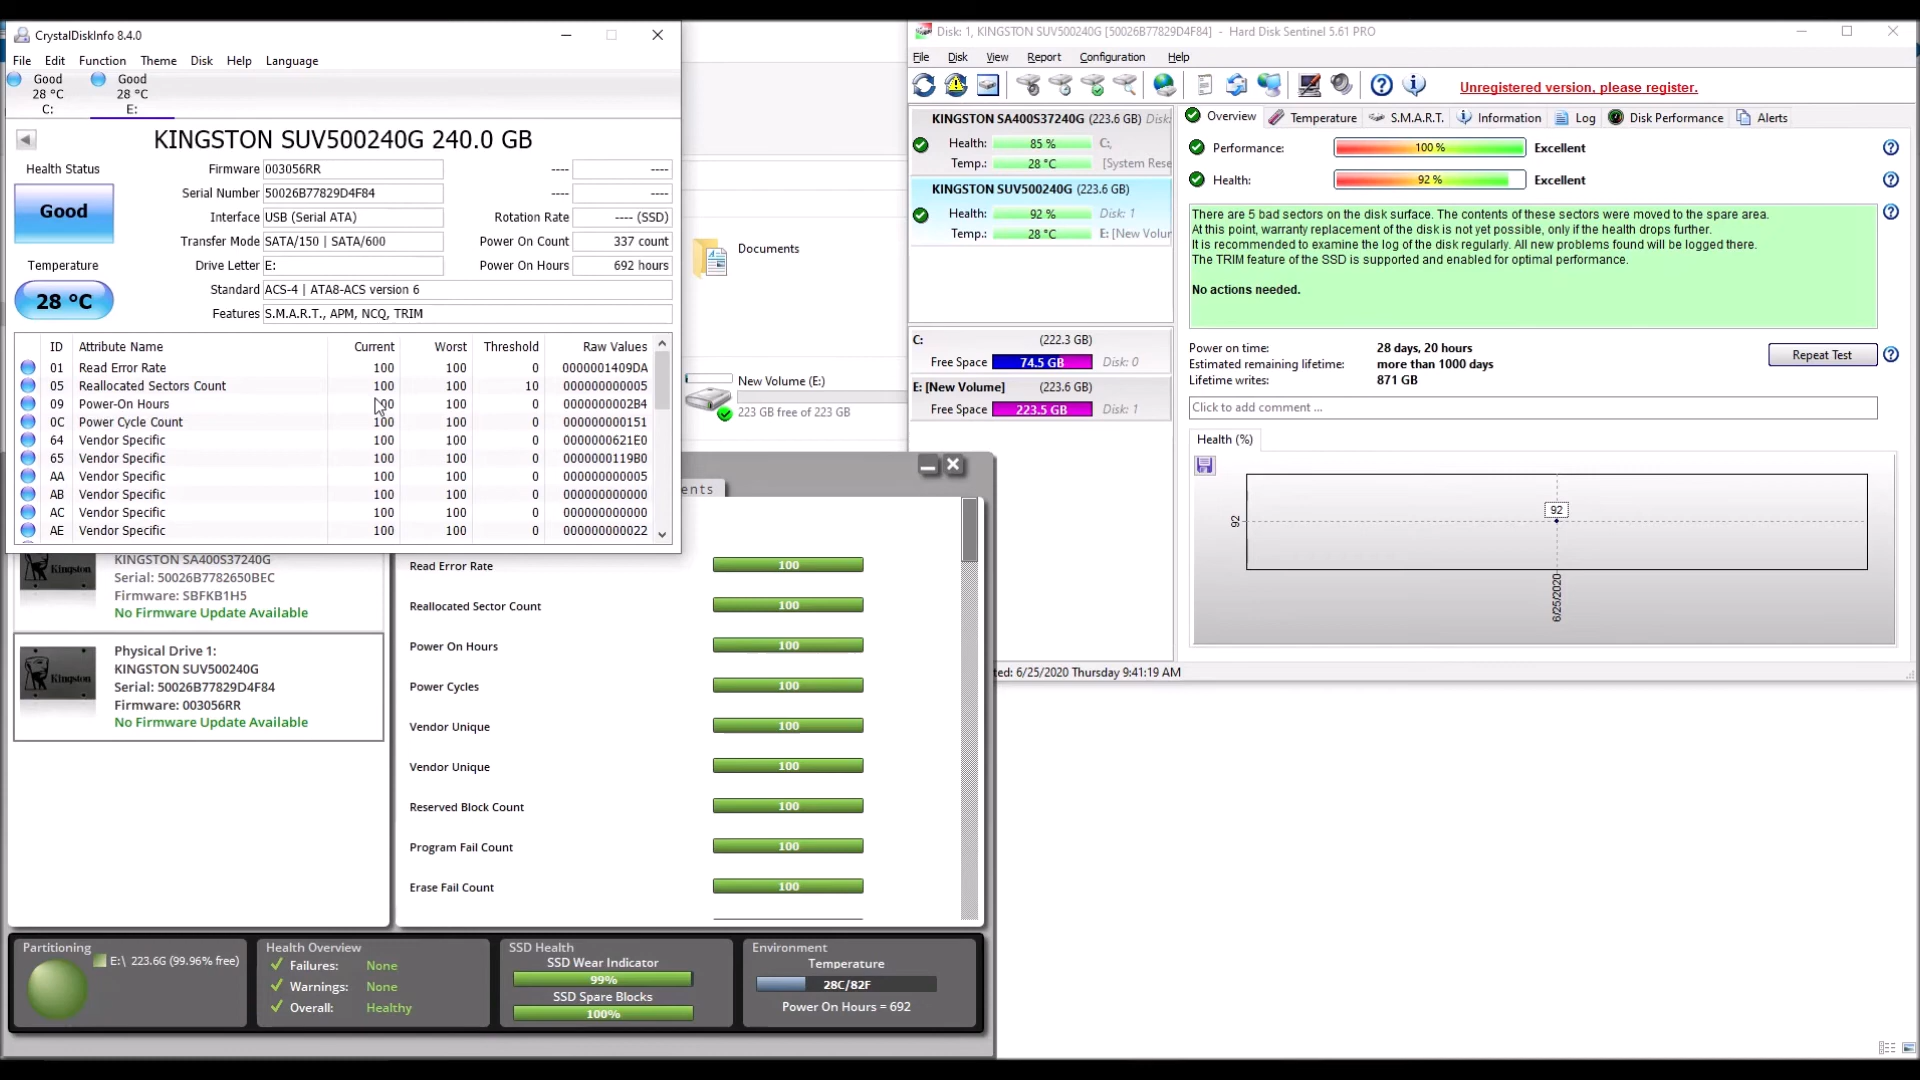 CrystalDiskInfo 8.4.0
File Edit Function Theme Disk Help Language
Good Good
28 °C 28 °C
C: E:
KINGSTON SUV500240G 240.0 GB
Health Status
Good
Temperature
28 °C
Firmware 003056RR ---- ----
Serial Number 50026B77829D4F84 ---- ----
Interface USB (Serial ATA) Rotation Rate ---- (SSD)
Transfer Mode SATA/150 | SATA/600 Power On Count 337 count
Drive Letter E: Power On Hours 692 hours
Standard ACS-4 | ATA8-ACS version 6
Features S.M.A.R.T., APM, NCQ, TRIM
ID Attribute Name Current Worst Threshold Raw Values
01 Read Error Rate 100 100 0 0000001409DA
05 Reallocated Sectors Count 100 100 10 000000000005
09 Power-On Hours 100 100 0 0000000002B4
0C Power Cycle Count 100 100 0 000000000151
64 Vendor Specific 100 100 0 0000000621E0
65 Vendor Specific 100 100 0 0000000119B0
AA Vendor Specific 100 100 0 000000000005
AB Vendor Specific 100 100 0 000000000000
AC Vendor Specific 100 100 0 000000000000
AE Vendor Specific 100 100 0 000000000022
Documents
New Volume (E:)
223 GB free of 223 GB
Disk: 1, KINGSTON SUV500240G [50026B77829D4F84] - Hard Disk Sentinel 5.61 PRO
File Disk View Report Configuration Help
Unregistered version, please register.
KINGSTON SA400S37240G (223.6 GB) Disk:
Health: 85 % C:,
Temp.: 28 °C [System Rese
KINGSTON SUV500240G (223.6 GB)
Health: 92 % Disk: 1
Temp.: 28 °C E: [New Volum
C: (222.3 GB)
Free Space 74.5 GB Disk: 0
E: [New Volume] (223.6 GB)
Free Space 223.5 GB Disk: 1
Overview Temperature S.M.A.R.T. Information Log Disk Performance Alerts
Performance: 100 % Excellent
Health: 92 % Excellent
There are 5 bad sectors on the disk surface. The contents of these sectors were moved to the spare area.
At this point, warranty replacement of the disk is not yet possible, only if the health drops further.
It is recommended to examine the log of the disk regularly. All new problems found will be logged there.
The TRIM feature of the SSD is supported and enabled for optimal performance.
No actions needed.
Power on time: 28 days, 20 hours
Estimated remaining lifetime: more than 1000 days
Lifetime writes: 871 GB
Repeat Test
Click to add comment ...
Health (%)
92
92
6/25/2020
ted: 6/25/2020 Thursday 9:41:19 AM
ents
Kingston
KINGSTON SA400S37240G
Serial: 50026B7782650BEC
Firmware: SBFKB1H5
No Firmware Update Available
Kingston
Physical Drive 1:
KINGSTON SUV500240G
Serial: 50026B77829D4F84
Firmware: 003056RR
No Firmware Update Available
Read Error Rate 100
Reallocated Sector Count 100
Power On Hours 100
Power Cycles 100
Vendor Unique 100
Vendor Unique 100
Reserved Block Count 100
Program Fail Count 100
Erase Fail Count 100
Partitioning
E:\ 223.6G (99.96% free)
Health Overview
Failures: None
Warnings: None
Overall: Healthy
SSD Health
SSD Wear Indicator
99%
SSD Spare Blocks
100%
Environment
Temperature
28C/82F
Power On Hours = 692